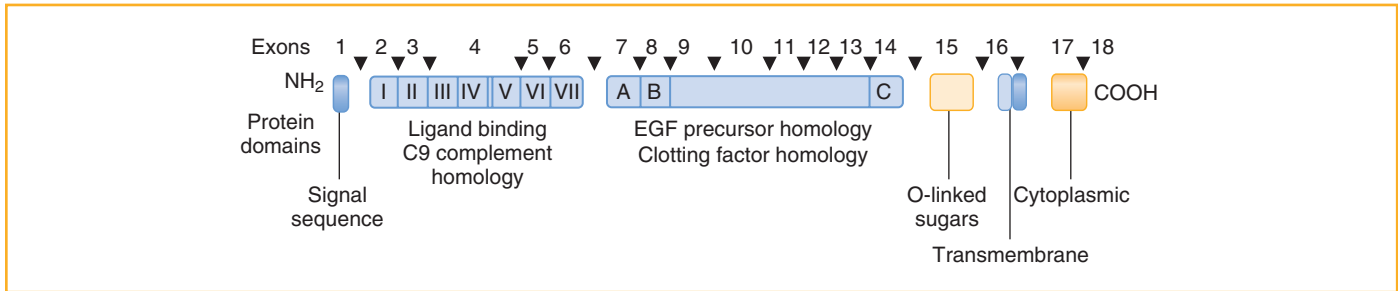 Exons 1 2 3 4 5 6 7 8 9 10 11 12 13 14 15 16 17 18
NH2 I II III IV V VI VII A B C COOH
Protein domains
Ligand binding
C9 complement
homology
EGF precursor homology
Clotting factor homology
Signal
sequence
O-linked
sugars
Cytoplasmic
Transmembrane